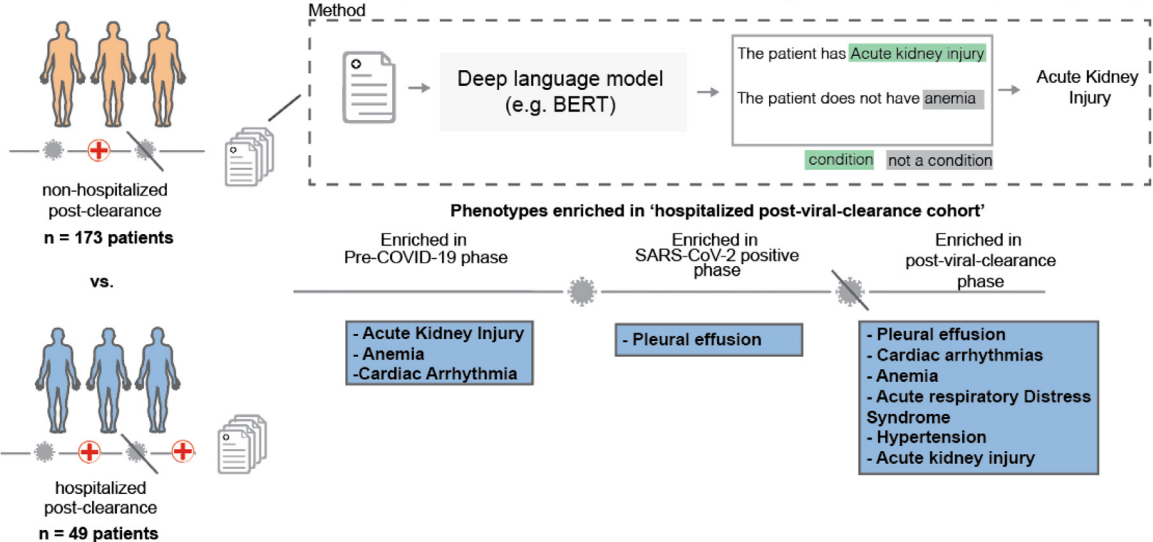 Method
The patient has Acute kidney injury
Deep language model
(e.g. BERT)
The patient does not have anemia
Acute Kidney
Injury
condition not a condition
non-hospitalized
post-clearance
n = 173 patients
vs.
hospitalized
post-clearance
n = 49 patients
Phenotypes enriched in ‘hospitalized post-viral-clearance cohort’
Enriched in
Pre-COVID-19 phase
Enriched in
SARS-CoV-2 positive
phase
Enriched in
post-viral-clearance
phase
- Acute Kidney Injury
- Anemia
-Cardiac Arrhythmia
- Pleural effusion
- Pleural effusion
- Cardiac arrhythmias
- Anemia
- Acute respiratory Distress
Syndrome
- Hypertension
- Acute kidney injury